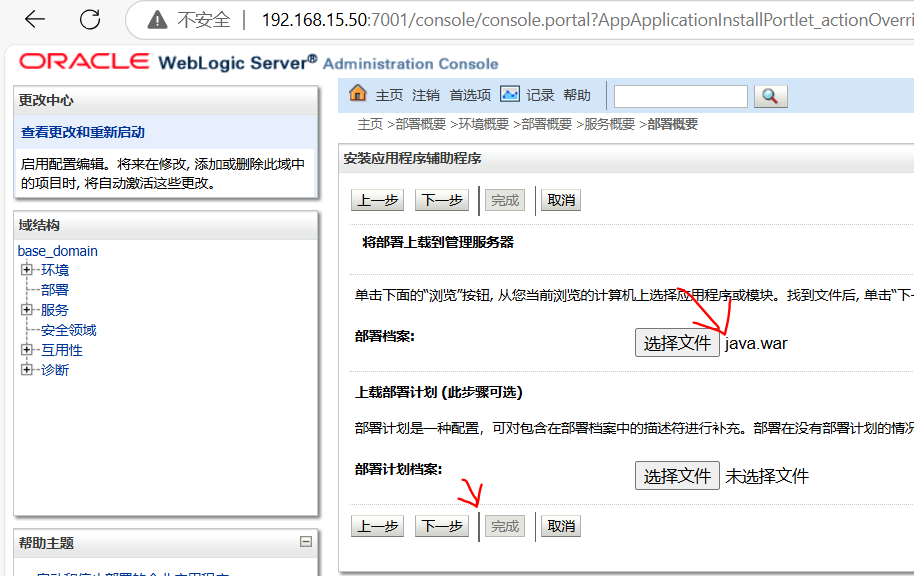 不安全 192.168.15.50:7001/console/console.portal?AppApplicationInstallPortlet_actionOverri
ORACLE WebLogic Server® Administration Console
更改中心
查看更改和重新启动
启用配置编辑。将来在修改, 添加或删除此域中
的项目时, 将自动激活这些更改。
域结构
base_domain
环境
部署
服务
安全领域
互用性
诊断
帮助主题
主页 注销 首选项 记录 帮助
主页 >部署概要 >环境概要 >部署概要 >服务概要 >部署概要
安装应用程序辅助程序
上一步 下一步 完成 取消
将部署上载到管理服务器
单击下面的“浏览”按钮, 从您当前浏览的计算机上选择应用程序或模块。找到文件后, 单击“下一
部署档案: 选择文件 java.war
上载部署计划 (此步骤可选)
部署计划是一种配置，可对包含在部署档案中的描述符进行补充。部署在没有部署计划的情况
部署计划档案: 选择文件 未选择文件
上一步 下一步 完成 取消